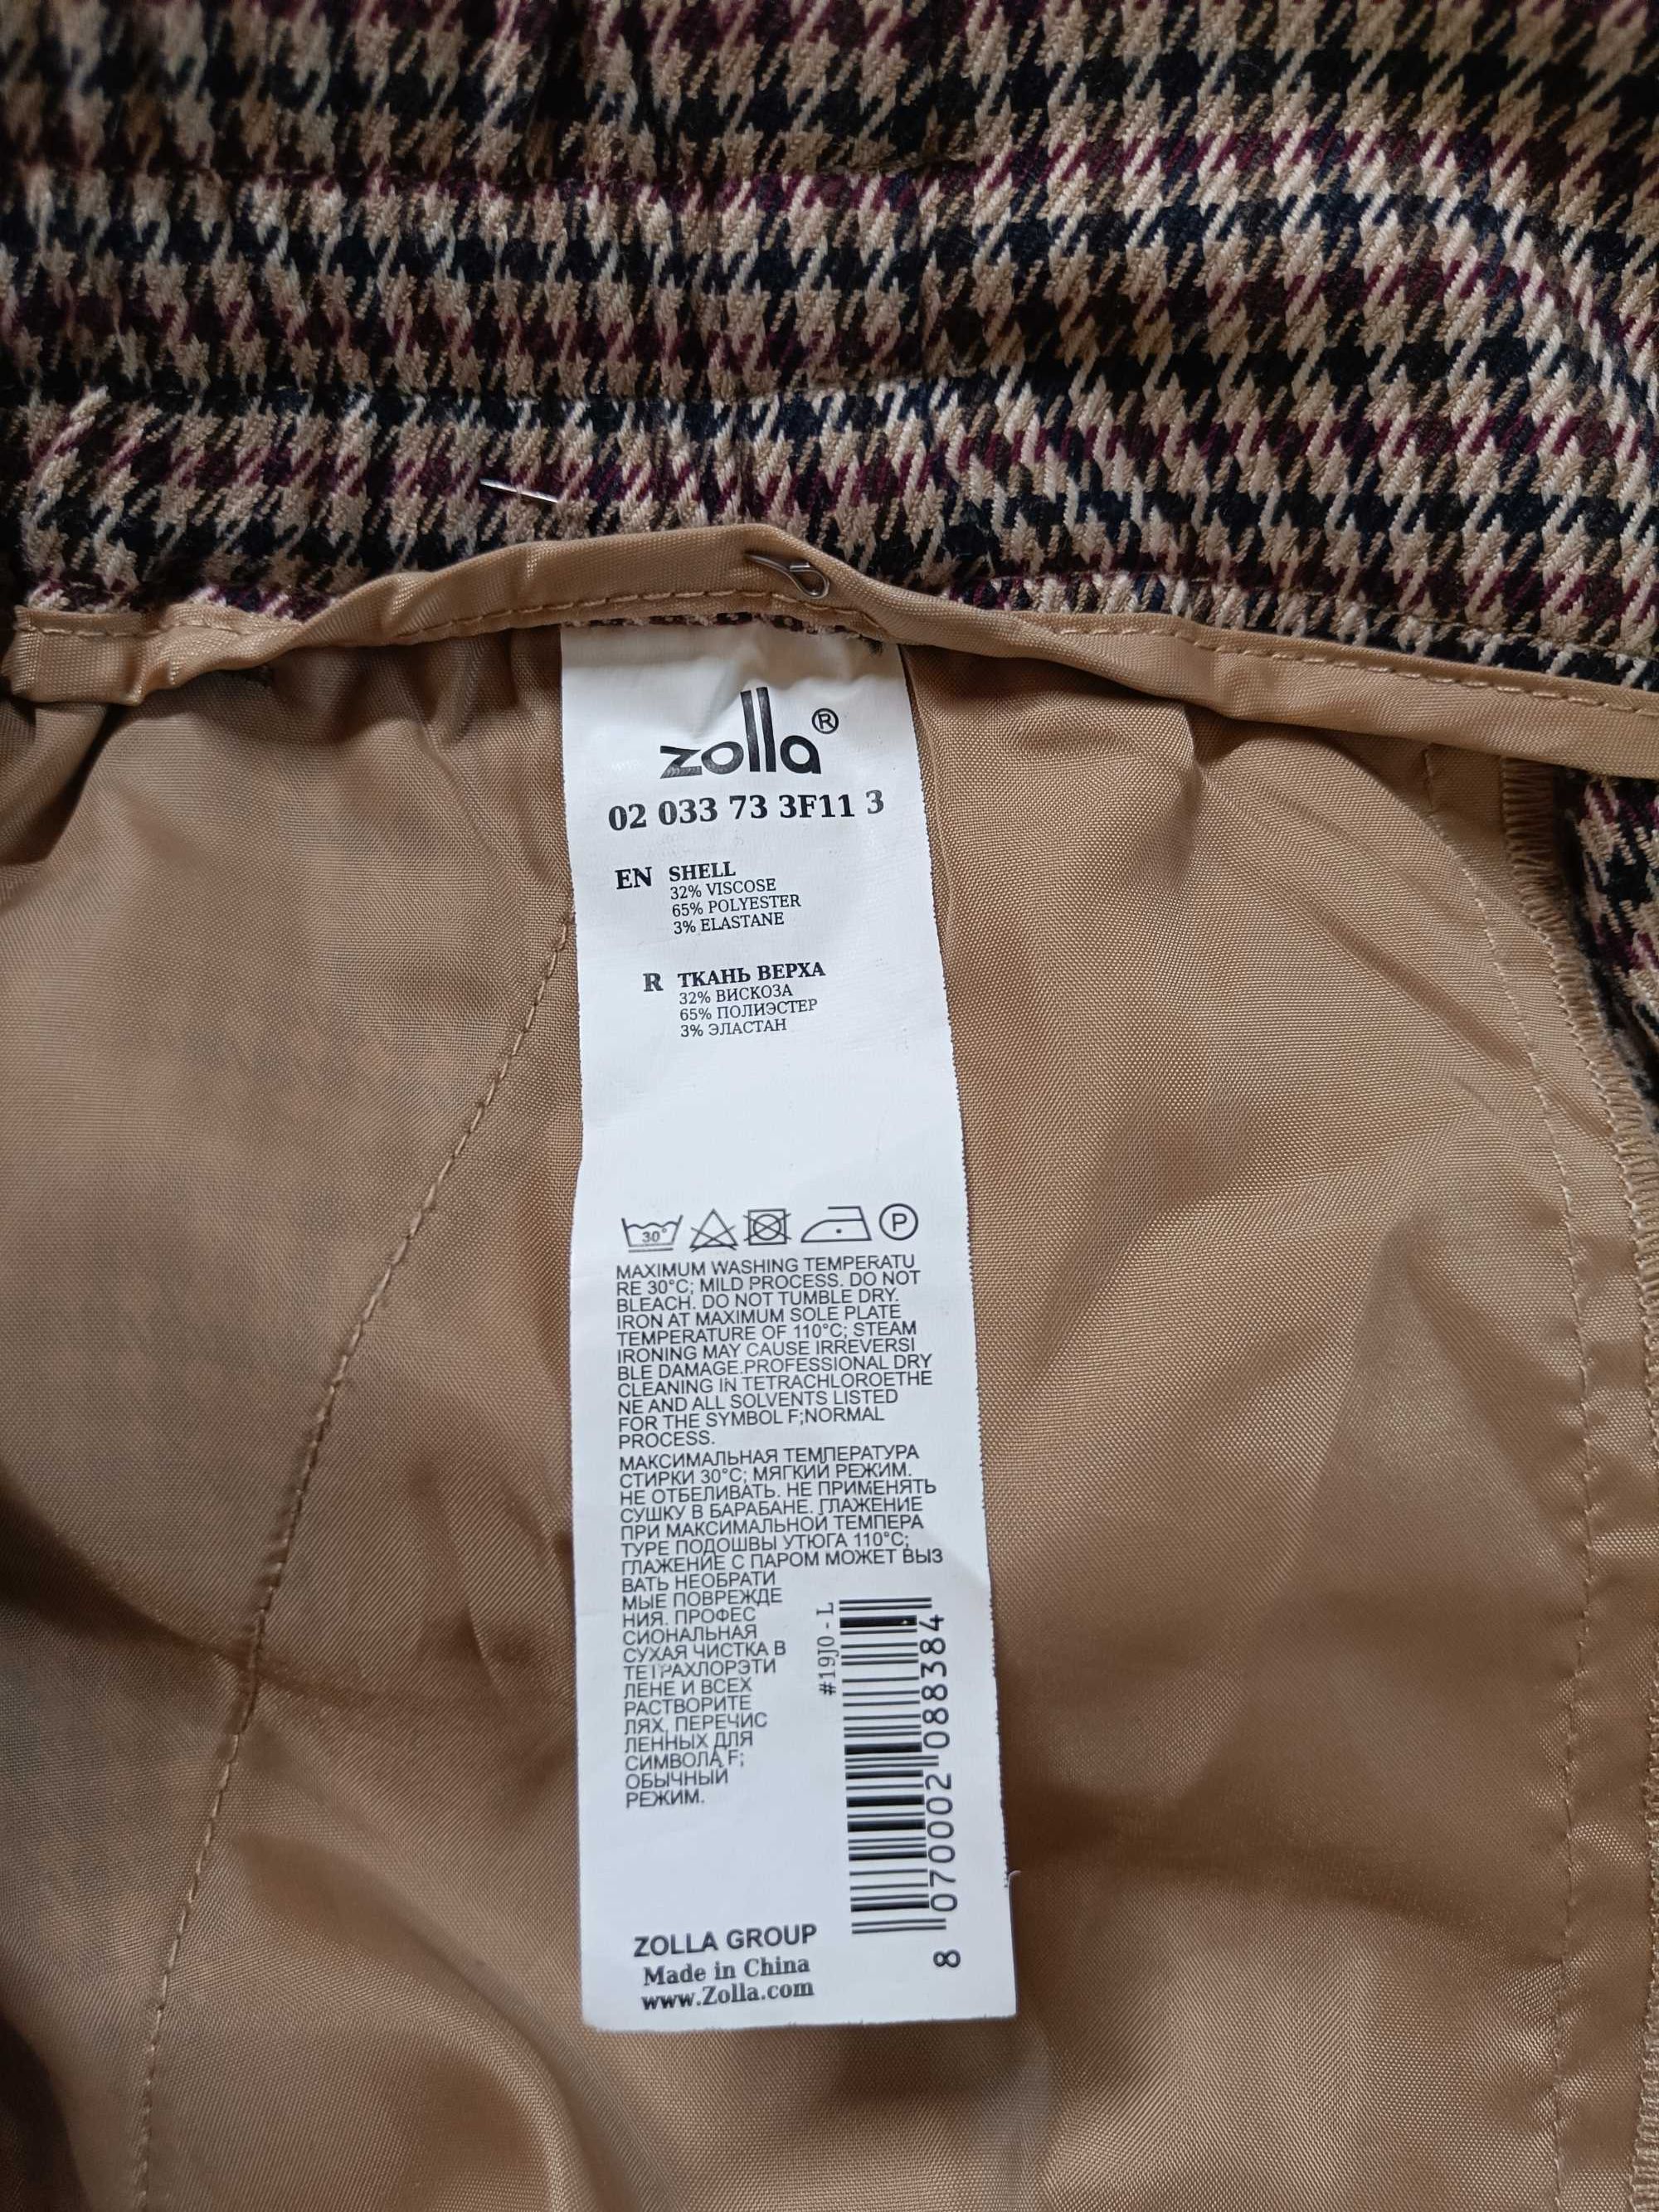 zolla®
02 033 73 3F11 3
EN SHELL
32% VISCOSE
65% POLYESTER
3% ELASTANE
R ТКАНЬ ВЕРХА
32% ВИСКОЗА
65% ПОЛИЭСТЕР
3% ЭЛАСТАН
30° P
MAXIMUM WASHING TEMPERATU
RE 30°C; MILD PROCESS. DO NOT
BLEACH. DO NOT TUMBLE DRY.
IRON AT MAXIMUM SOLE PLATE
TEMPERATURE OF 110°C; STEAM
IRONING MAY CAUSE IRREVERSI
BLE DAMAGE.PROFESSIONAL DRY
CLEANING IN TETRACHLOROETHE
NE AND ALL SOLVENTS LISTED
FOR THE SYMBOL F;NORMAL
PROCESS.
МАКСИМАЛЬНАЯ ТЕМПЕРАТУРА
СТИРКИ 30°C; МЯГКИЙ РЕЖИМ.
НЕ ОТБЕЛИВАТЬ. НЕ ПРИМЕНЯТЬ
СУШКУ В БАРАБАНЕ. ГЛАЖЕНИЕ
ПРИ МАКСИМАЛЬНОЙ ТЕМПЕРА
ТУРЕ ПОДОШВЫ УТЮГА 110°C;
ГЛАЖЕНИЕ С ПАРОМ МОЖЕТ ВЫЗ
ВАТЬ НЕОБРАТИ
МЫЕ ПОВРЕЖДЕ
НИЯ. ПРОФЕС
СИОНАЛЬНАЯ
СУХАЯ ЧИСТКА В
ТЕТРАХЛОРЭТИ
ЛЕНЕ И ВСЕХ
РАСТВОРИТЕ
ЛЯХ, ПЕРЕЧИС
ЛЕННЫХ ДЛЯ
СИМВОЛА F;
ОБЫЧНЫЙ
РЕЖИМ.
#19J0 - L
8 070002 088384
ZOLLA GROUP
Made in China
www.Zolla.com